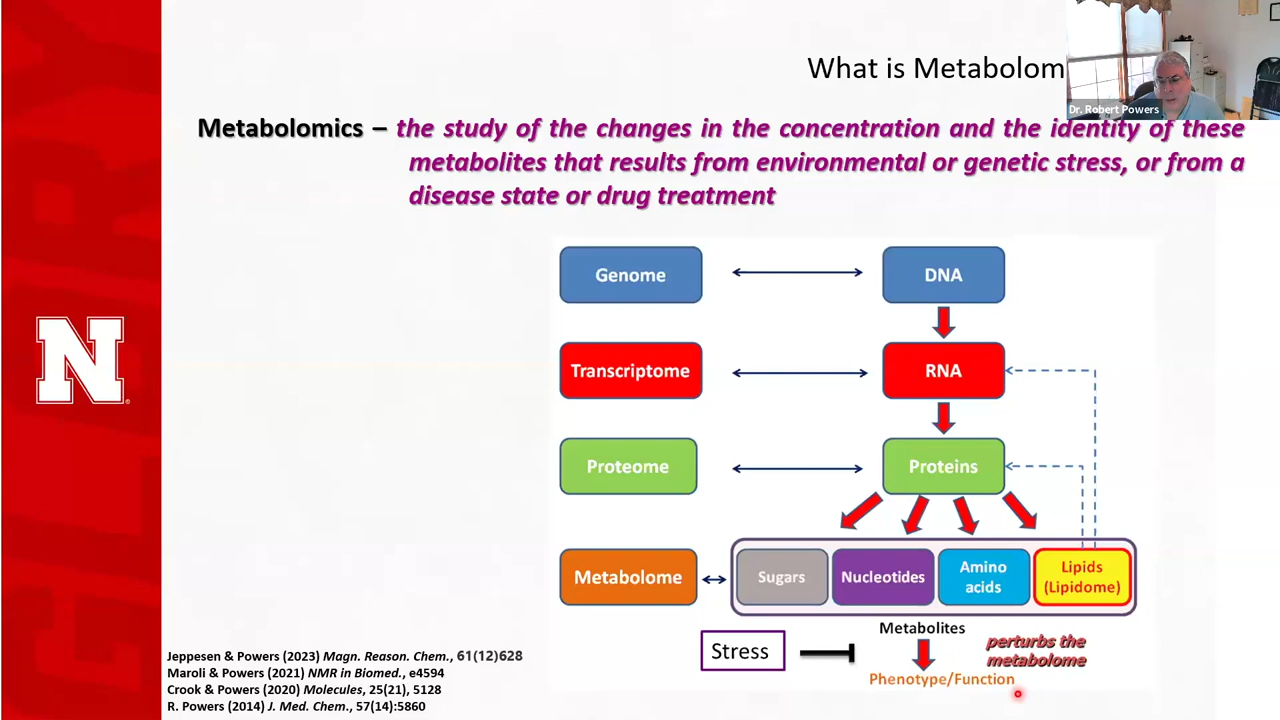 What is Metabolom
Dr. Robert Powers
Metabolomics – the study of the changes in the concentration and the identity of these
metabolites that results from environmental or genetic stress, or from a
disease state or drug treatment
Genome
DNA
Transcriptome
RNA
Proteome
Proteins
Metabolome
Sugars
Nucleotides
Amino
acids
Lipids
(Lipidome)
Metabolites
Stress
perturbs the
metabolome
Phenotype/Function
Jeppesen & Powers (2023) Magn. Reason. Chem., 61(12)628
Maroli & Powers (2021) NMR in Biomed., e4594
Crook & Powers (2020) Molecules, 25(21), 5128
R. Powers (2014) J. Med. Chem., 57(14):5860
N
GLORY